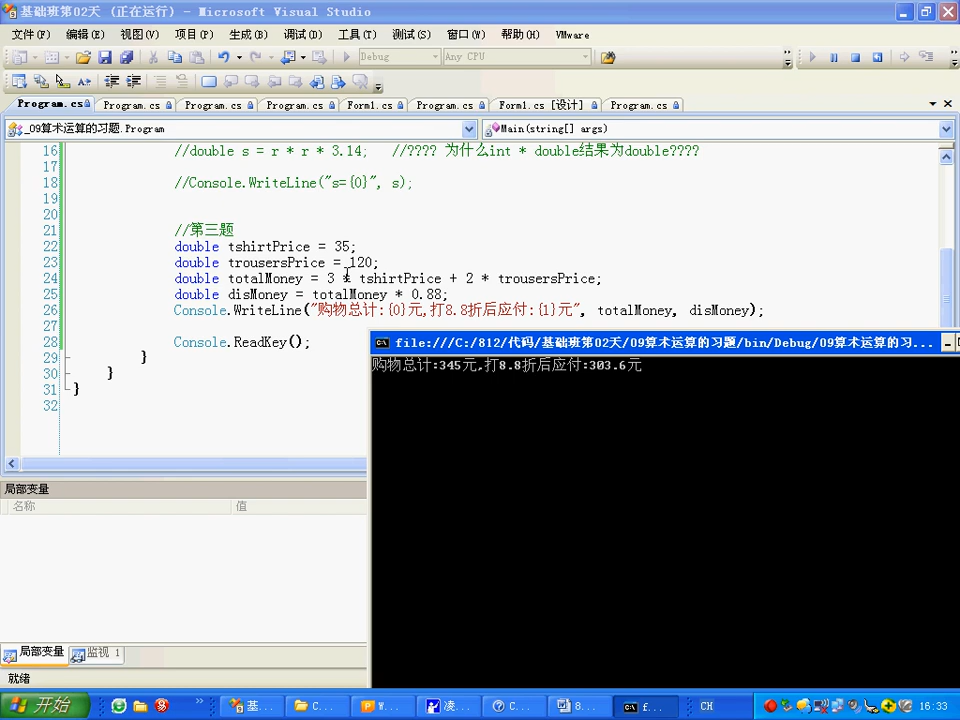 基础班第02天 (正在运行) - Microsoft Visual Studio
文件(F) 编辑(E) 视图(V) 项目(P) 生成(B) 调试(D) 工具(T) 测试(S) 窗口(W) 帮助(H) VMware
Debug Any CPU
Program.cs Program.cs Program.cs Program.cs Form1.cs Program.cs Form1.cs [设计] Program.cs
_09算术运算的习题.Program Main(string[] args)
16 //double s = r * r * 3.14; //???? 为什么int * double结果为double????
17
18 //Console.WriteLine("s={0}", s);
19
20
21 //第三题
22 double tshirtPrice = 35;
23 double trousersPrice = 120;
24 double totalMoney = 3 * tshirtPrice + 2 * trousersPrice;
25 double disMoney = totalMoney * 0.88;
26 Console.WriteLine("购物总计:{0}元,打8.8折后应付:{1}元", totalMoney, disMoney);
27
28 Console.ReadKey();
29 }
30 }
31 }
32
file:///C:/812/代码/基础班第02天/09算术运算的习题/bin/Debug/09算术运算的习...
购物总计:345元,打8.8折后应付:303.6元
局部变量
名称 值
局部变量 监视 1
就绪
开始 基... C... W... 凌... C... 8... f... CH 16:33